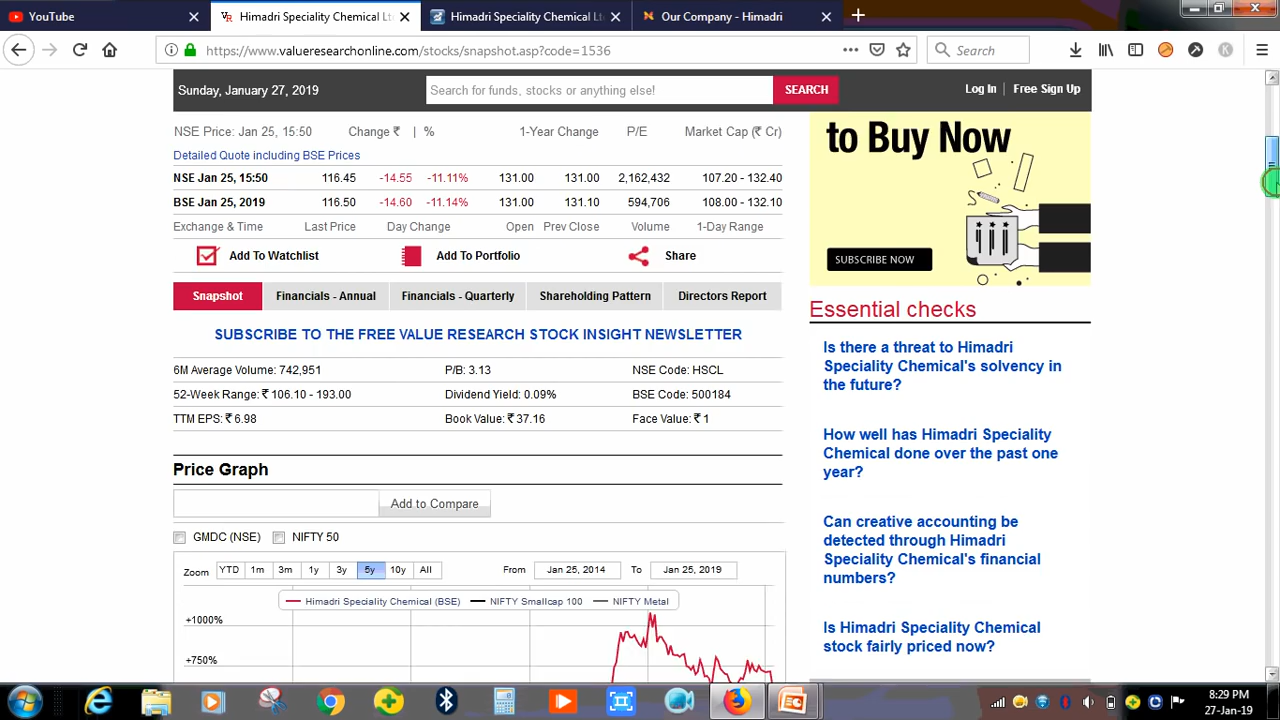 YouTube
Himadri Speciality Chemical Lt
Himadri Speciality Chemical Lt
Our Company - Himadri
https://www.valueresearchonline.com/stocks/snapshot.asp?code=1536
Search
Sunday, January 27, 2019
Search for funds, stocks or anything else!
SEARCH
Log In | Free Sign Up
NSE Price: Jan 25, 15:50 Change ₹ | % 1-Year Change P/E Market Cap (₹ Cr)
Detailed Quote including BSE Prices
NSE Jan 25, 15:50 116.45 -14.55 -11.11% 131.00 131.00 2,162,432 107.20 - 132.40
BSE Jan 25, 2019 116.50 -14.60 -11.14% 131.00 131.10 594,706 108.00 - 132.10
Exchange & Time Last Price Day Change Open Prev Close Volume 1-Day Range
Add To Watchlist Add To Portfolio Share
Snapshot Financials - Annual Financials - Quarterly Shareholding Pattern Directors Report
SUBSCRIBE TO THE FREE VALUE RESEARCH STOCK INSIGHT NEWSLETTER
6M Average Volume: 742,951 P/B: 3.13 NSE Code: HSCL
52-Week Range: ₹ 106.10 - 193.00 Dividend Yield: 0.09% BSE Code: 500184
TTM EPS: ₹ 6.98 Book Value: ₹ 37.16 Face Value: ₹ 1
Price Graph
Add to Compare
GMDC (NSE) NIFTY 50
Zoom YTD 1m 3m 1y 3y 5y 10y All From Jan 25, 2014 To Jan 25, 2019
Himadri Speciality Chemical (BSE) NIFTY Smallcap 100 NIFTY Metal
+1000%
+750%
to Buy Now
SUBSCRIBE NOW
Essential checks
Is there a threat to Himadri
Speciality Chemical's solvency in
the future?
How well has Himadri Speciality
Chemical done over the past one
year?
Can creative accounting be
detected through Himadri
Speciality Chemical's financial
numbers?
Is Himadri Speciality Chemical
stock fairly priced now?
8:29 PM
27-Jan-19